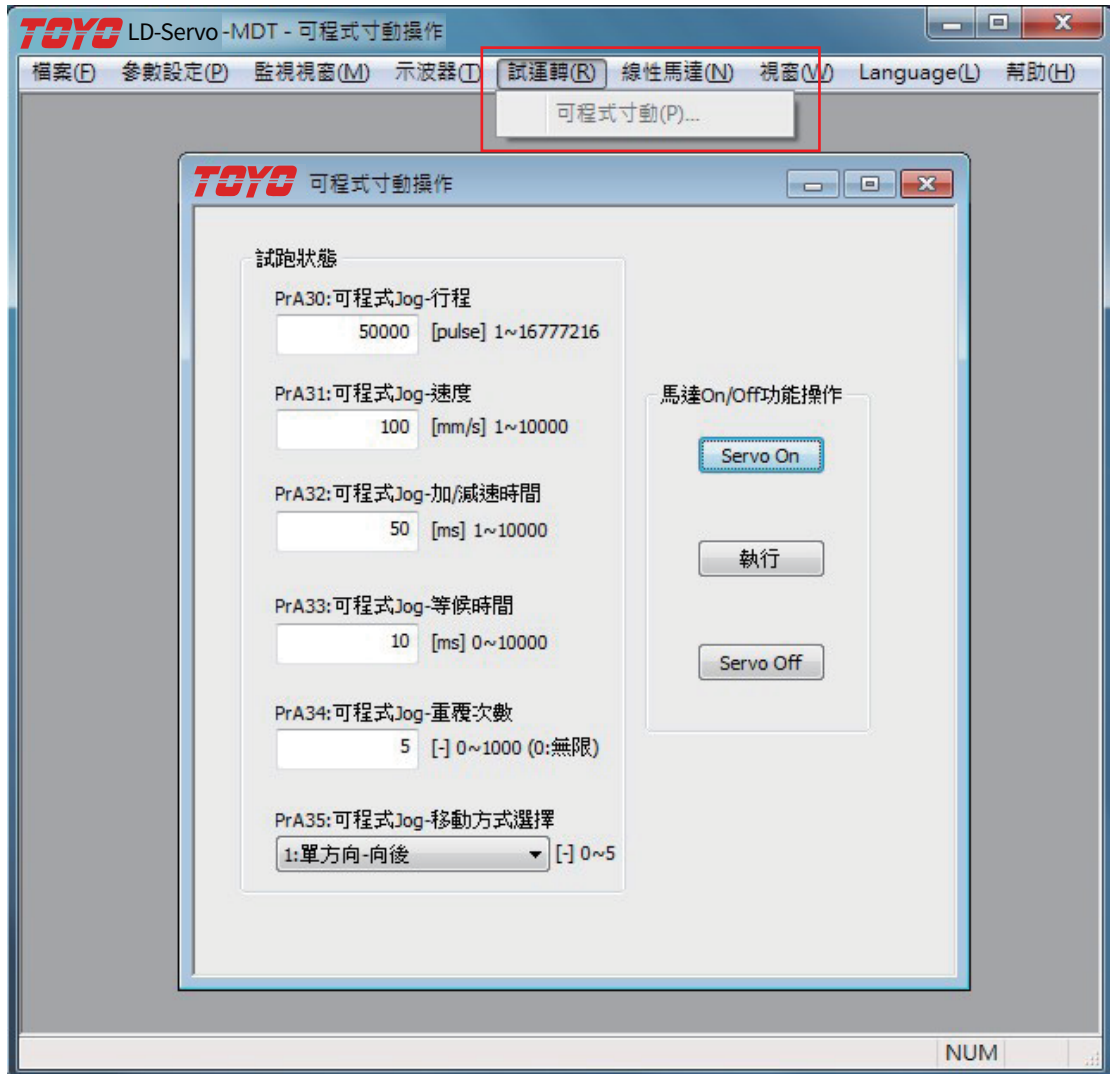 TOYO LD-Servo -MDT - 可程式寸動操作
檔案(F) 參數設定(P) 監視視窗(M) 示波器(T) 試運轉(R) 線性馬達(N) 視窗(W) Language(L) 幫助(H)
可程式寸動(P)...
TOYO 可程式寸動操作
試跑狀態
PrA30:可程式Jog-行程
50000 [pulse] 1~16777216
PrA31:可程式Jog-速度
100 [mm/s] 1~10000
PrA32:可程式Jog-加/減速時間
50 [ms] 1~10000
PrA33:可程式Jog-等候時間
10 [ms] 0~10000
PrA34:可程式Jog-重覆次數
5 [-] 0~1000 (0:無限)
PrA35:可程式Jog-移動方式選擇
1:單方向-向後 [-] 0~5
馬達On/Off功能操作
Servo On
執行
Servo Off
NUM